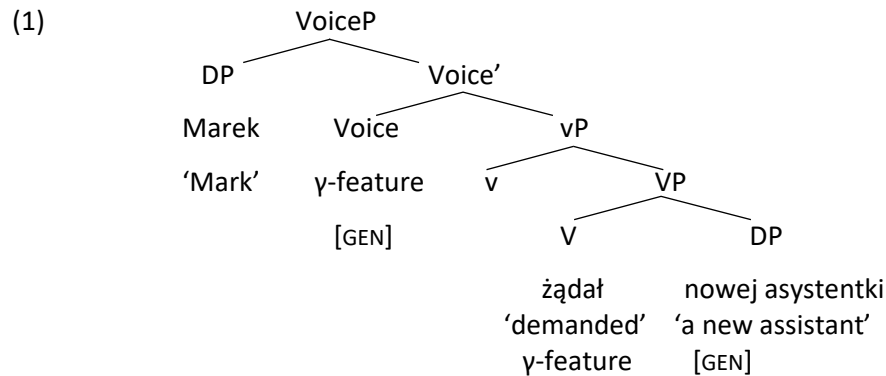 (1) VoiceP
DP Voice’
Marek Voice vP
‘Mark’ γ-feature v VP
[GEN] V DP
żądał nowej asystentki
‘demanded’ ‘a new assistant’
γ-feature [GEN]